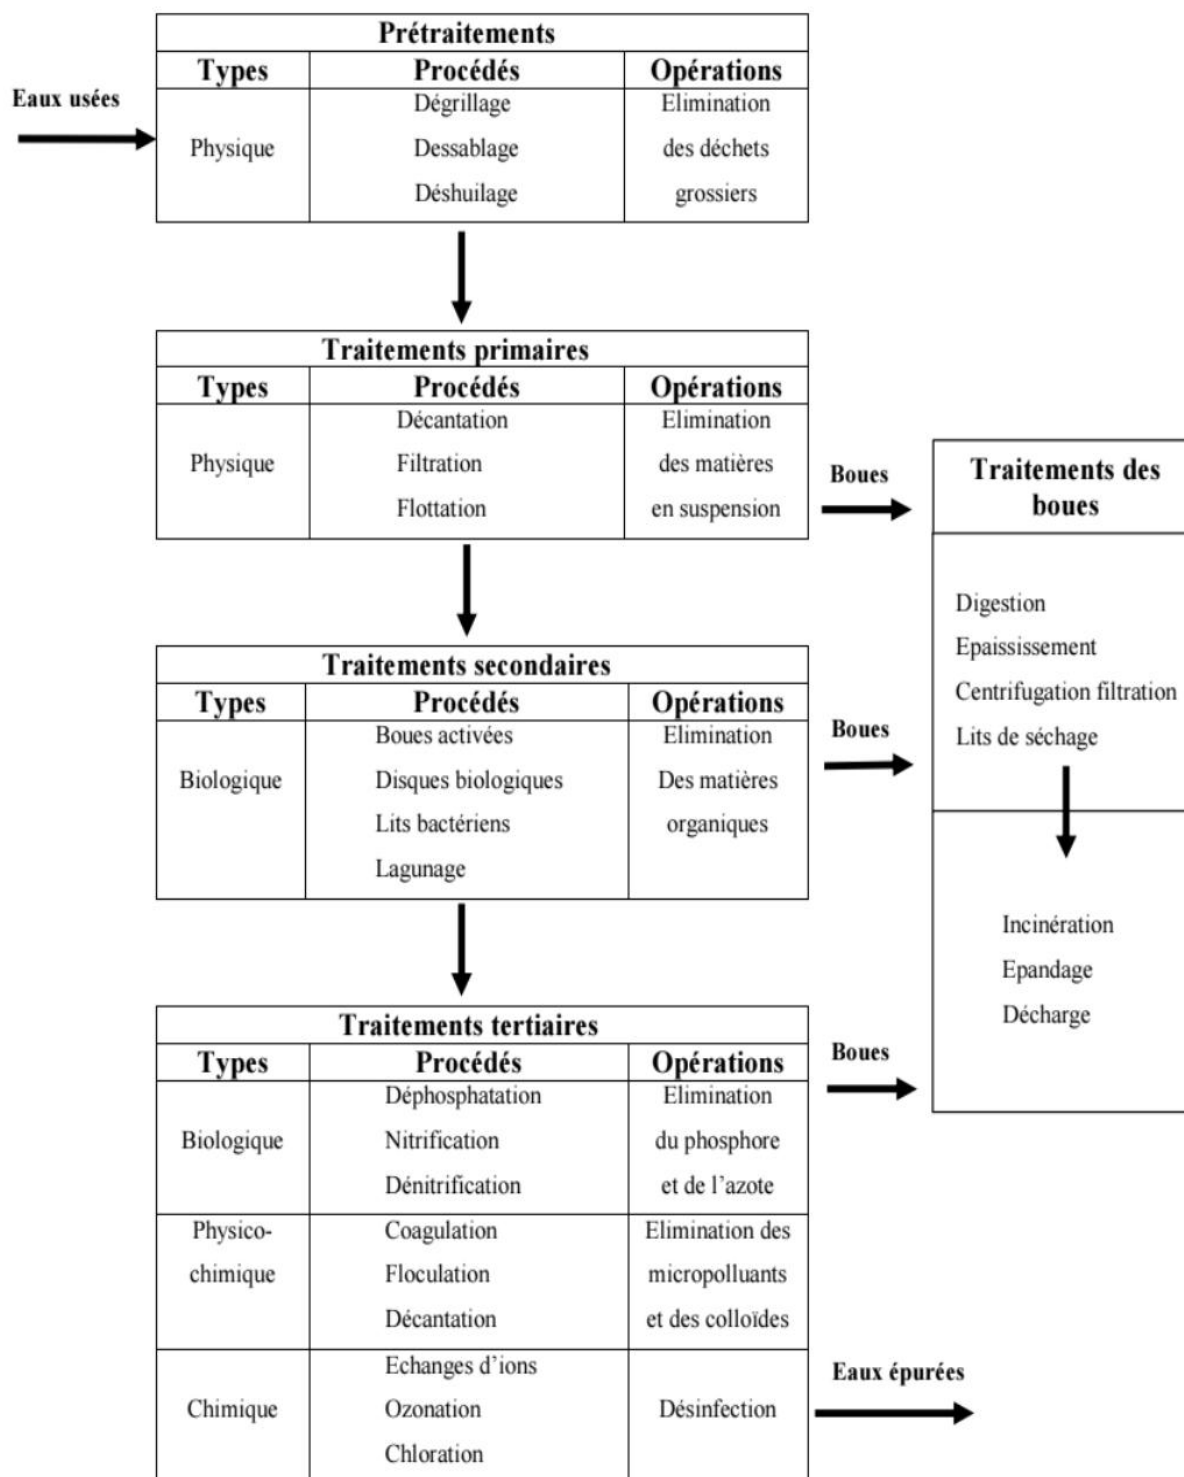 Eaux usées
Prétraitements
Types Procédés Opérations
Physique
Dégrillage
Dessablage
Déshuilage
Elimination
des déchets
grossiers
Traitements primaires
Types Procédés Opérations
Physique
Décantation
Filtration
Flottation
Elimination
des matières
en suspension
Boues
Traitements secondaires
Types Procédés Opérations
Biologique
Boues activées
Disques biologiques
Lits bactériens
Lagunage
Elimination
Des matières
organiques
Boues
Traitements tertiaires
Types Procédés Opérations
Biologique
Déphosphatation
Nitrification
Dénitrification
Elimination
du phosphore
et de l’azote
Boues
Physico-
chimique
Coagulation
Floculation
Décantation
Elimination des
micropolluants
et des colloïdes
Chimique
Echanges d’ions
Ozonation
Chloration
Désinfection
Eaux épurées
Traitements des
boues
Digestion
Epaississement
Centrifugation filtration
Lits de séchage
Incinération
Epandage
Décharge